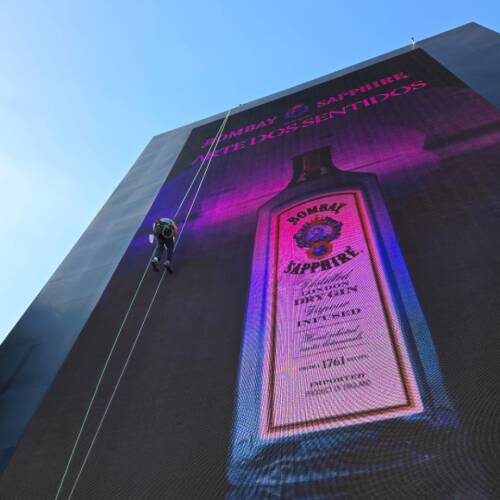 BOMBAY SAPPHIRE
ARTE DOS SENTIDOS
BOMBAY
SAPPHIRE
Distilled
LONDON
DRY GIN
Vapour
INFUSED
1761
IMPORTED
PRODUCT OF ENGLAND